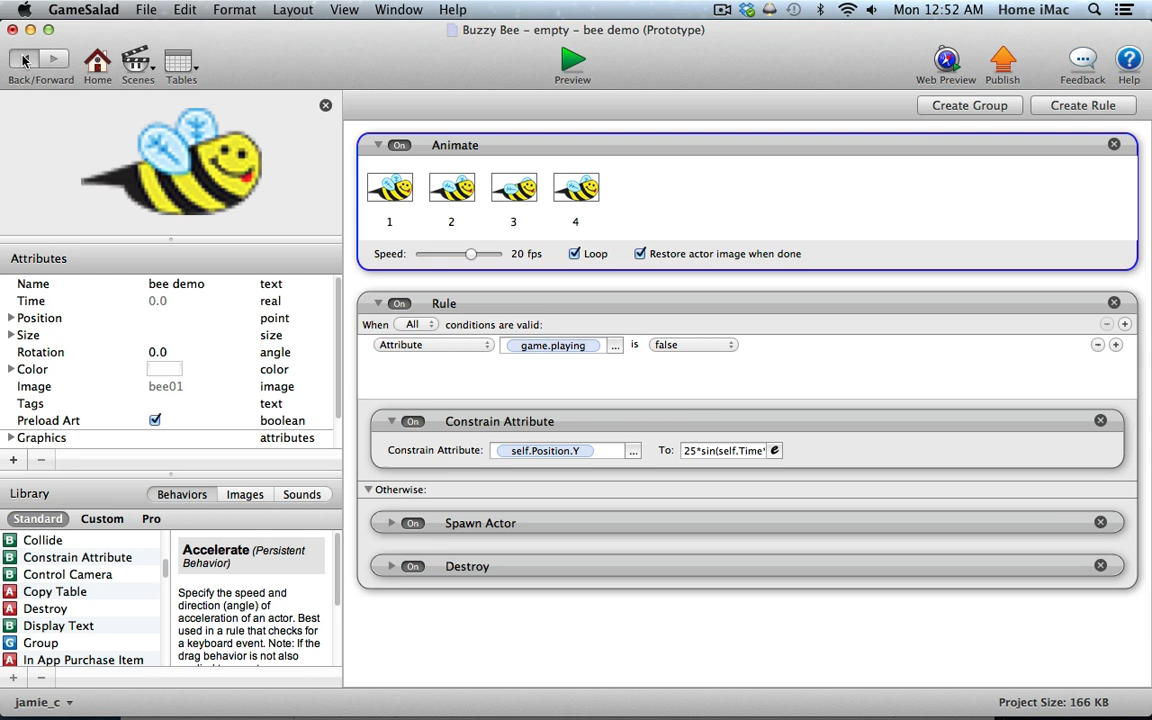 GameSalad File Edit Format Layout View Window Help Mon 12:52 AM Home iMac
Buzzy Bee – empty – bee demo (Prototype)
Back/Forward Home Scenes Tables Preview Web Preview Publish Feedback Help
Create Group Create Rule
On Animate
1 2 3 4
Speed: 20 fps Loop Restore actor image when done
Attributes
Name bee demo text
Time 0.0 real
Position point
Size size
Rotation 0.0 angle
Color color
Image bee01 image
Tags text
Preload Art boolean
Graphics attributes
On Rule
When All conditions are valid:
Attribute game.playing ... is false
On Constrain Attribute
Constrain Attribute: self.Position.Y ... To: 25*sin(self.Time* e
Otherwise:
On Spawn Actor
On Destroy
Library Behaviors Images Sounds
Standard Custom Pro
B Collide
B Constrain Attribute
B Control Camera
A Copy Table
A Destroy
B Display Text
G Group
A In App Purchase Item
Accelerate (Persistent
Behavior)
Specify the speed and
direction (angle) of
acceleration of an actor. Best
used in a rule that checks for
a keyboard event. Note: If the
drag behavior is not also
jamie_c Project Size: 166 KB